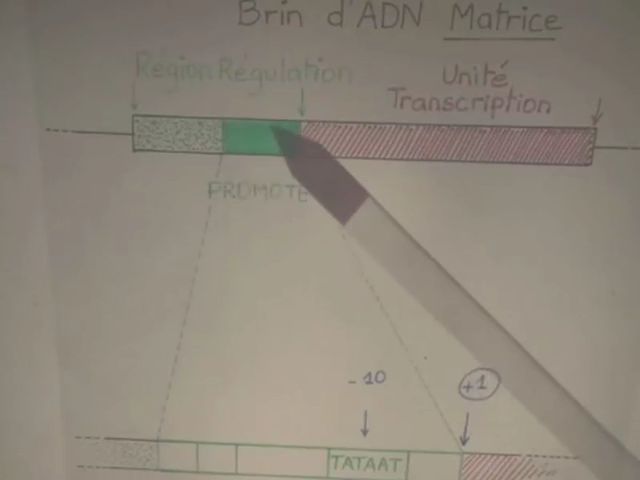 Brin d'ADN Matrice
Région Régulation
Unité
Transcription
PROMOTE
-10
+1
TATAAT